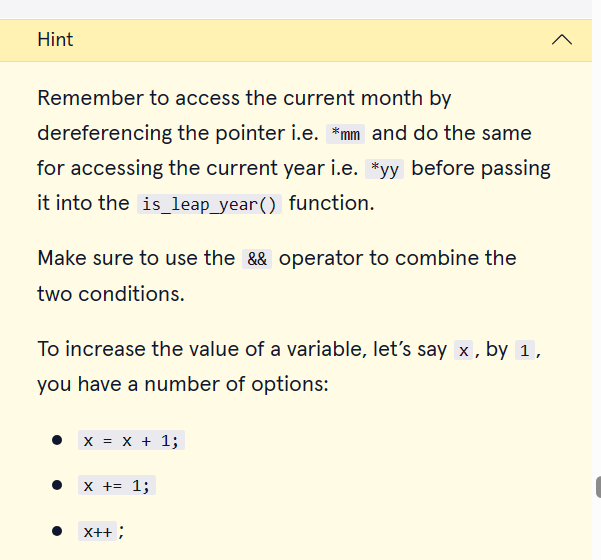 Hint
Remember to access the current month by
dereferencing the pointer i.e. *mm and do the same
for accessing the current year i.e. *yy before passing
it into the is_leap_year() function.
Make sure to use the && operator to combine the
two conditions.
To increase the value of a variable, let’s say x, by 1,
you have a number of options:
• x = x + 1;
• x += 1;
• x++;